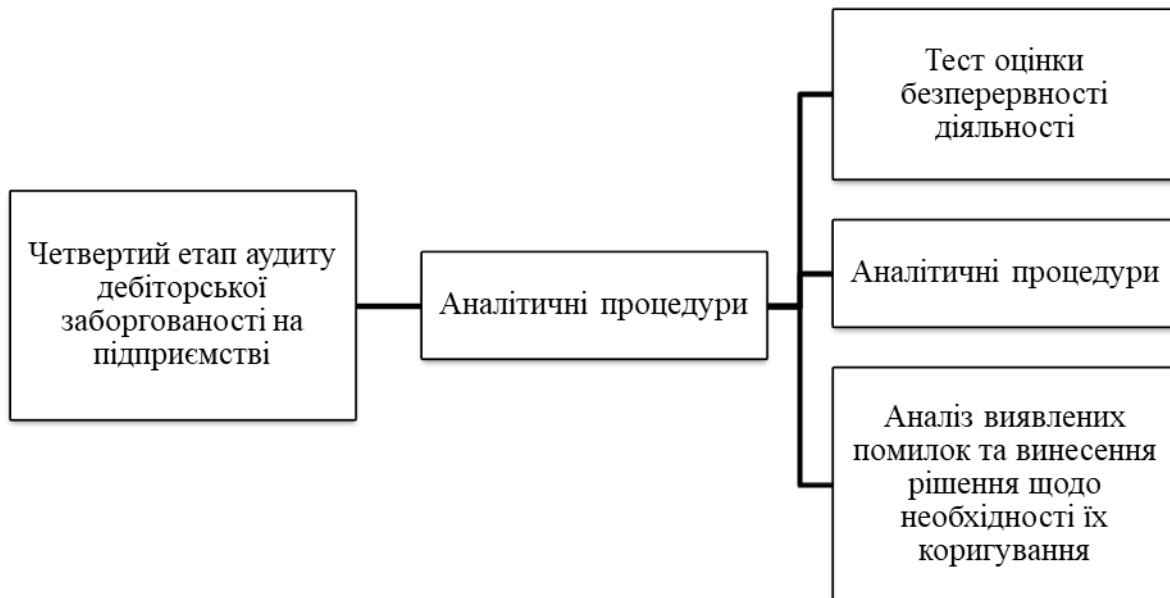 Четвертий етап аудиту
дебіторської
заборгованості на
підприємстві
Аналітичні процедури
Тест оцінки
безперервності
діяльності
Аналітичні процедури
Аналіз виявлених
помилок та винесення
рішення щодо
необхідності їх
коригування